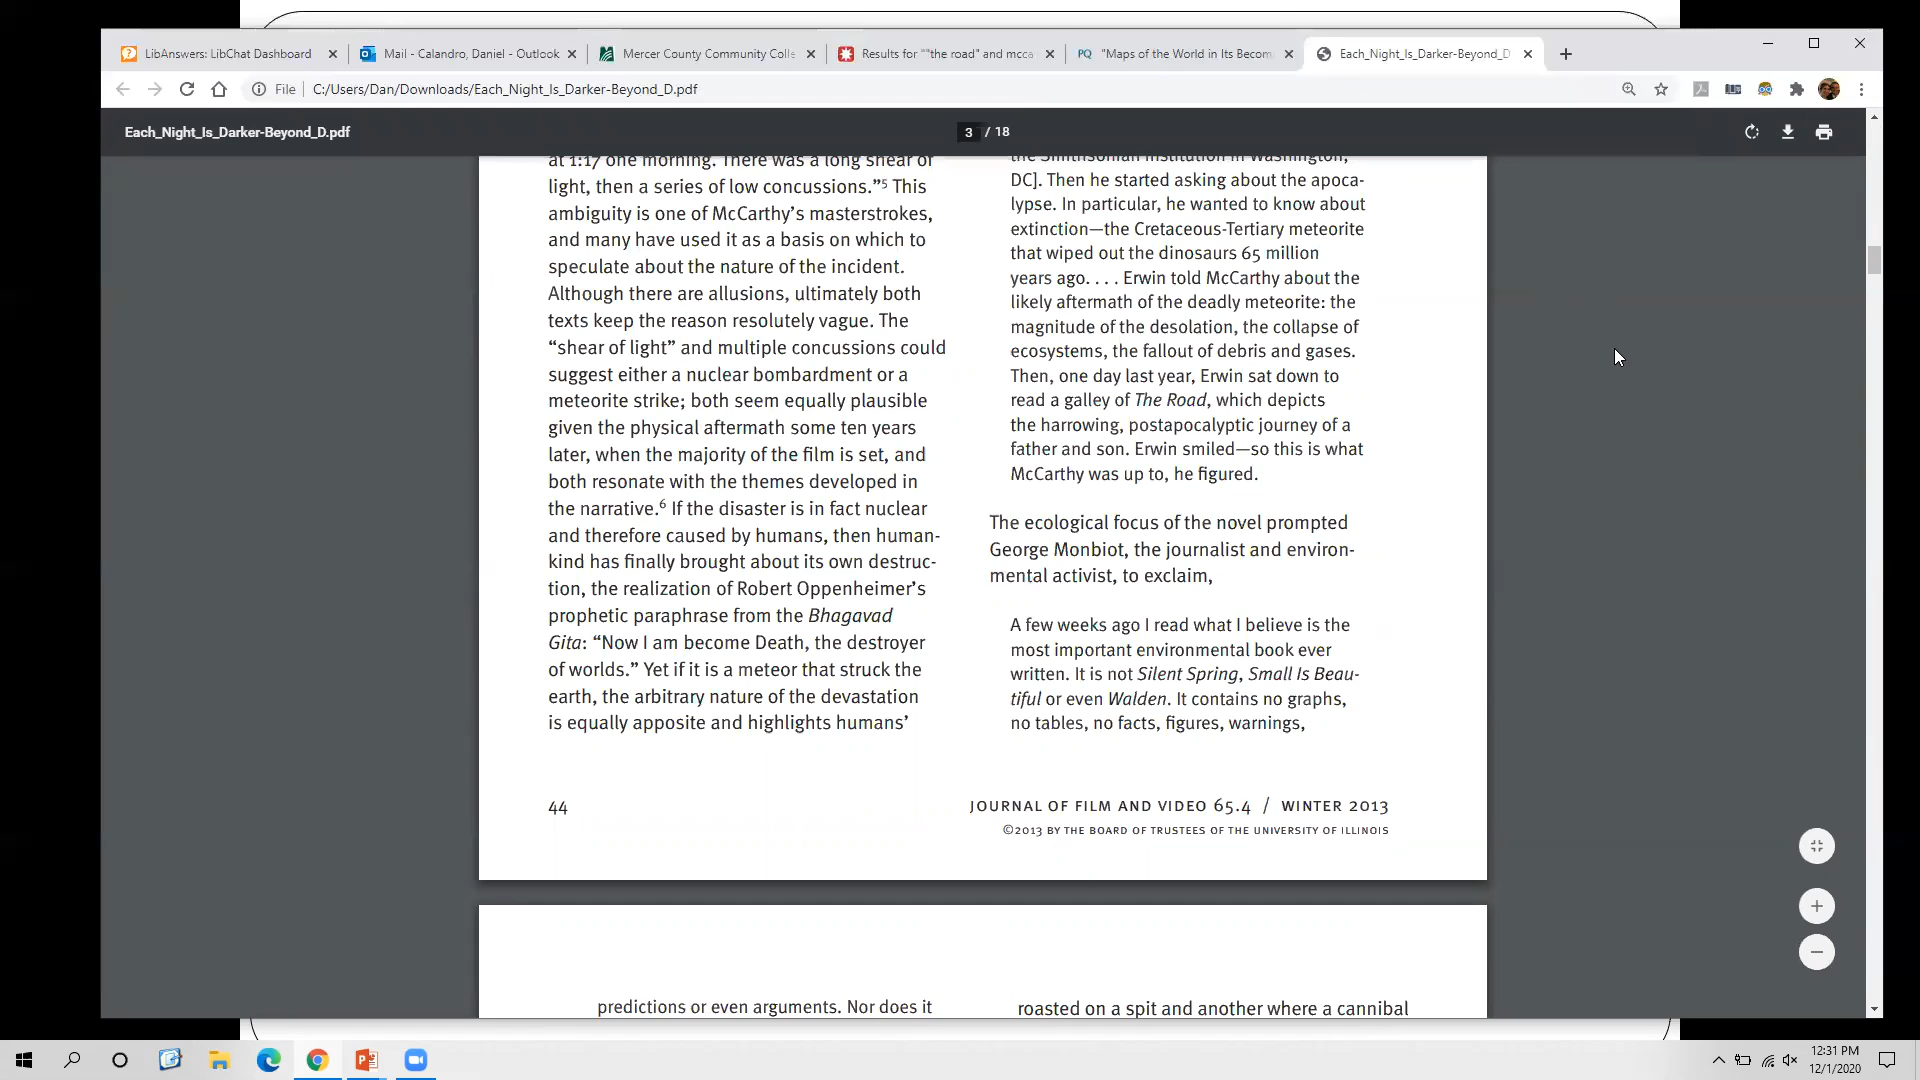 LibAnswers: LibChat Dashboard
Mail - Calandro, Daniel - Outlook
Mercer County Community Colle
Results for ""the road" and mcca
PQ "Maps of the World in Its Becom
Each_Night_Is_Darker-Beyond_D
File C:/Users/Dan/Downloads/Each_Night_Is_Darker-Beyond_D.pdf
Each_Night_Is_Darker-Beyond_D.pdf
3 / 18
at 1:17 one morning. There was a long shear of
light, then a series of low concussions.”5 This
ambiguity is one of McCarthy’s masterstrokes,
and many have used it as a basis on which to
speculate about the nature of the incident.
Although there are allusions, ultimately both
texts keep the reason resolutely vague. The
“shear of light” and multiple concussions could
suggest either a nuclear bombardment or a
meteorite strike; both seem equally plausible
given the physical aftermath some ten years
later, when the majority of the film is set, and
both resonate with the themes developed in
the narrative.6 If the disaster is in fact nuclear
and therefore caused by humans, then human-
kind has finally brought about its own destruc-
tion, the realization of Robert Oppenheimer’s
prophetic paraphrase from the Bhagavad
Gita: “Now I am become Death, the destroyer
of worlds.” Yet if it is a meteor that struck the
earth, the arbitrary nature of the devastation
is equally apposite and highlights humans’
the Smithsonian Institution in Washington,
DC]. Then he started asking about the apoca-
lypse. In particular, he wanted to know about
extinction—the Cretaceous-Tertiary meteorite
that wiped out the dinosaurs 65 million
years ago. . . . Erwin told McCarthy about the
likely aftermath of the deadly meteorite: the
magnitude of the desolation, the collapse of
ecosystems, the fallout of debris and gases.
Then, one day last year, Erwin sat down to
read a galley of The Road, which depicts
the harrowing, postapocalyptic journey of a
father and son. Erwin smiled—so this is what
McCarthy was up to, he figured.
The ecological focus of the novel prompted
George Monbiot, the journalist and environ-
mental activist, to exclaim,
A few weeks ago I read what I believe is the
most important environmental book ever
written. It is not Silent Spring, Small Is Beau-
tiful or even Walden. It contains no graphs,
no tables, no facts, figures, warnings,
44
JOURNAL OF FILM AND VIDEO 65.4 / WINTER 2013
©2013 BY THE BOARD OF TRUSTEES OF THE UNIVERSITY OF ILLINOIS
predictions or even arguments. Nor does it
roasted on a spit and another where a cannibal
12:31 PM
12/1/2020